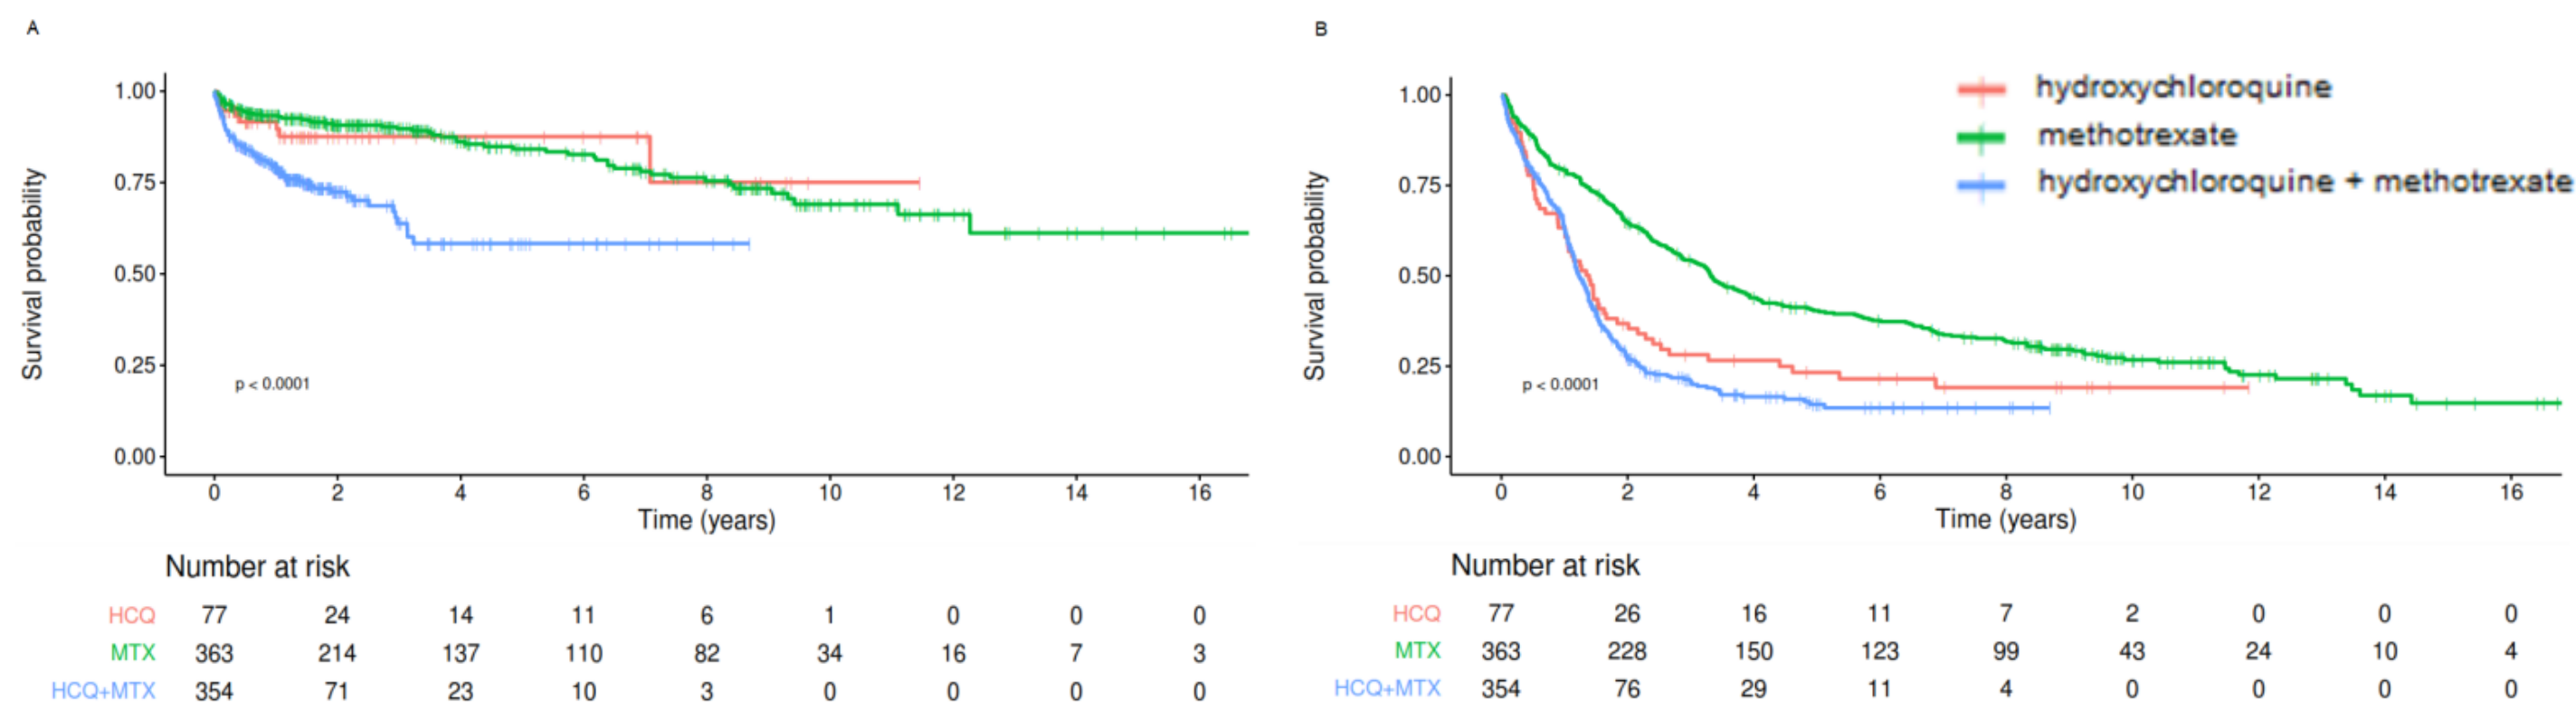 A
Survival probability
1.00
0.75
0.50
0.25
0.00
p < 0.0001
0 2 4 6 8 10 12 14 16
Time (years)
Number at risk
HCQ 77 24 14 11 6 1 0 0 0
MTX 363 214 137 110 82 34 16 7 3
HCQ+MTX 354 71 23 10 3 0 0 0 0
B
hydroxychloroquine
methotrexate
hydroxychloroquine + methotrexate
Survival probability
1.00
0.75
0.50
0.25
0.00
p < 0.0001
0 2 4 6 8 10 12 14 16
Time (years)
Number at risk
HCQ 77 26 16 11 7 2 0 0 0
MTX 363 228 150 123 99 43 24 10 4
HCQ+MTX 354 76 29 11 4 0 0 0 0